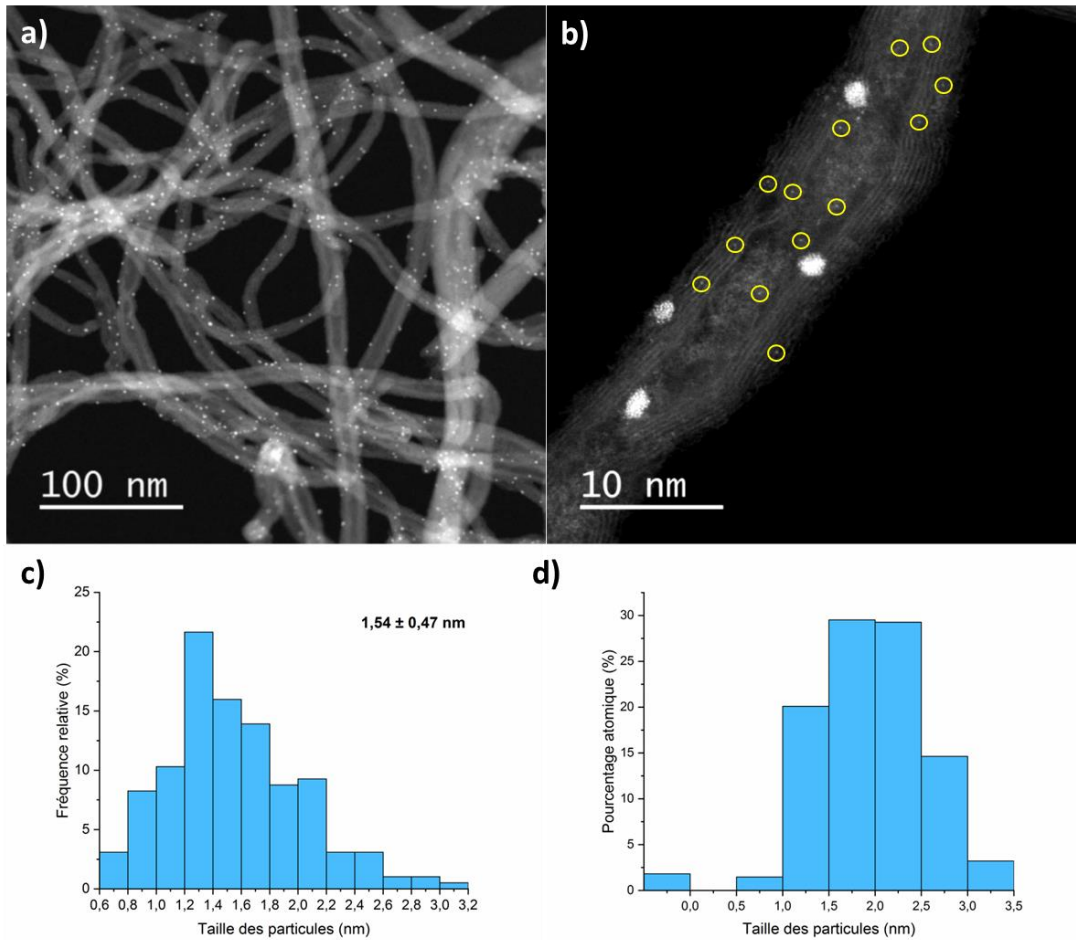 a)
100 nm
b)
10 nm
c)
25
20
15
10
5
0
Fréquence relative (%)
1,54 ± 0,47 nm
0,6 0,8 1,0 1,2 1,4 1,6 1,8 2,0 2,2 2,4 2,6 2,8 3,0 3,2
Taille des particules (nm)
d)
30
25
20
15
10
5
0
Pourcentage atomique (%)
0,0 0,5 1,0 1,5 2,0 2,5 3,0 3,5
Taille des particules (nm)